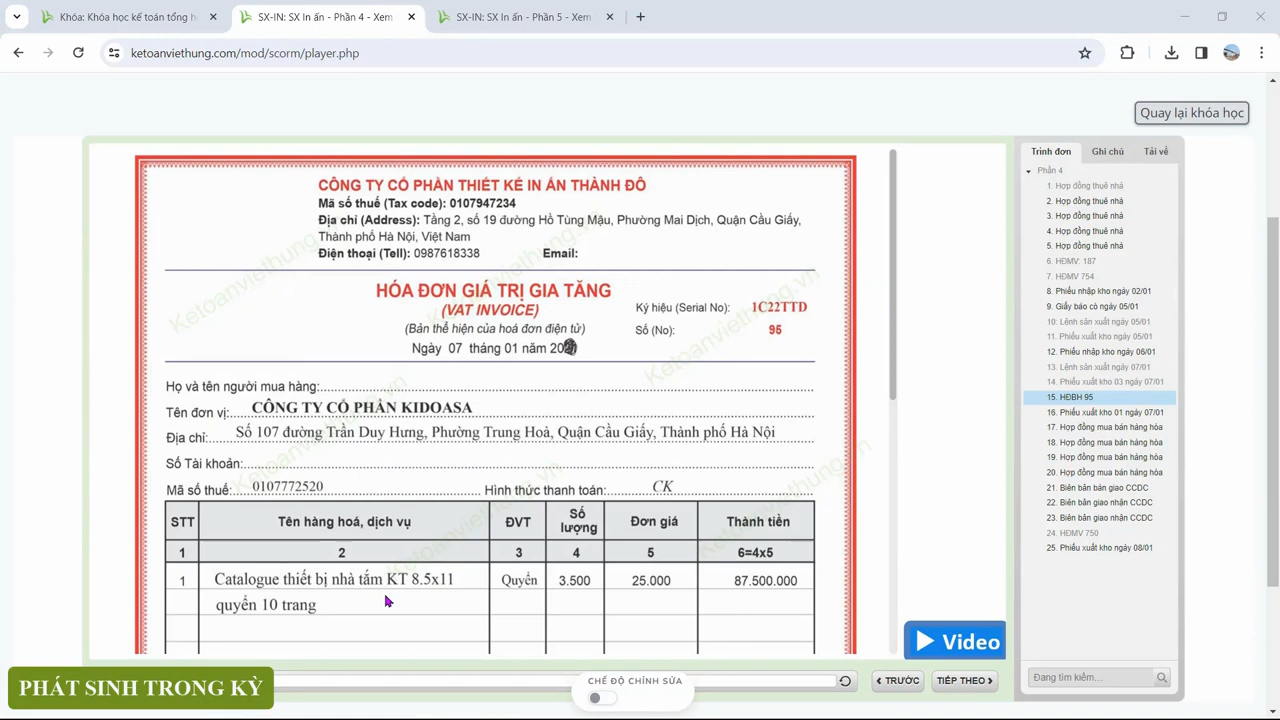 Khóa: Khóa học kế toán tổng h
SX-IN: SX In ấn - Phần 4 - Xem
SX-IN: SX In ấn - Phần 5 - Xem
ketoanviethung.com/mod/scorm/player.php
Quay lại khóa học
CÔNG TY CỔ PHẦN THIẾT KẾ IN ẤN THÀNH ĐÔ
Mã số thuế (Tax code): 0107947234
Địa chỉ (Address): Tầng 2, số 19 đường Hồ Tùng Mậu, Phường Mai Dịch, Quận Cầu Giấy,
Thành phố Hà Nội, Việt Nam
Điện thoại (Tell): 0987618338 Email:
HÓA ĐƠN GIÁ TRỊ GIA TĂNG
(VAT INVOICE)
(Bản thể hiện của hoá đơn điện tử)
Ngày 07 tháng 01 năm 20
Ký hiệu (Serial No): 1C22TTD
Số (No): 95
Họ và tên người mua hàng:
Tên đơn vị: CÔNG TY CỔ PHẦN KIDOASA
Địa chỉ: Số 107 đường Trần Duy Hưng, Phường Trung Hoà, Quận Cầu Giấy, Thành phố Hà Nội
Số Tài khoản:
Mã số thuế: 0107772520 Hình thức thanh toán: CK
STT Tên hàng hoá, dịch vụ ĐVT Số lượng Đơn giá Thành tiền
1 2 3 4 5 6=4x5
1 Catalogue thiết bị nhà tắm KT 8.5x11 Quyển 3.500 25.000 87.500.000
quyển 10 trang
Ketoanviethung.vn
Video
PHÁT SINH TRONG KỲ
CHẾ ĐỘ CHỈNH SỬA
TRƯỚC
TIẾP THEO
Trình đơn Ghi chú Tải về
Phần 4
1. Hợp đồng thuê nhà
2. Hợp đồng thuê nhà
3. Hợp đồng thuê nhà
4. Hợp đồng thuê nhà
5. Hợp đồng thuê nhà
6. HĐMV: 187
7. HĐMV 754
8. Phiếu nhập kho ngày 02/01
9. Giấy báo có ngày 05/01
10. Lệnh sản xuất ngày 05/01
11. Phiếu xuất kho ngày 05/01
12. Phiếu nhập kho ngày 06/01
13. Lệnh sản xuất ngày 07/01
14. Phiếu xuất kho 03 ngày 07/01
15. HĐBH 95
16. Phiếu xuất kho 01 ngày 07/01
17. Hợp đồng mua bán hàng hóa
18. Hợp đồng mua bán hàng hóa
19. Hợp đồng mua bán hàng hóa
20. Hợp đồng mua bán hàng hóa
21. Biên bản bàn giao CCDC
22. Biên bản giao nhận CCDC
23. Biên bản giao nhận CCDC
24. HĐMV 750
25. Phiếu xuất kho ngày 08/01
Đang tìm kiếm...